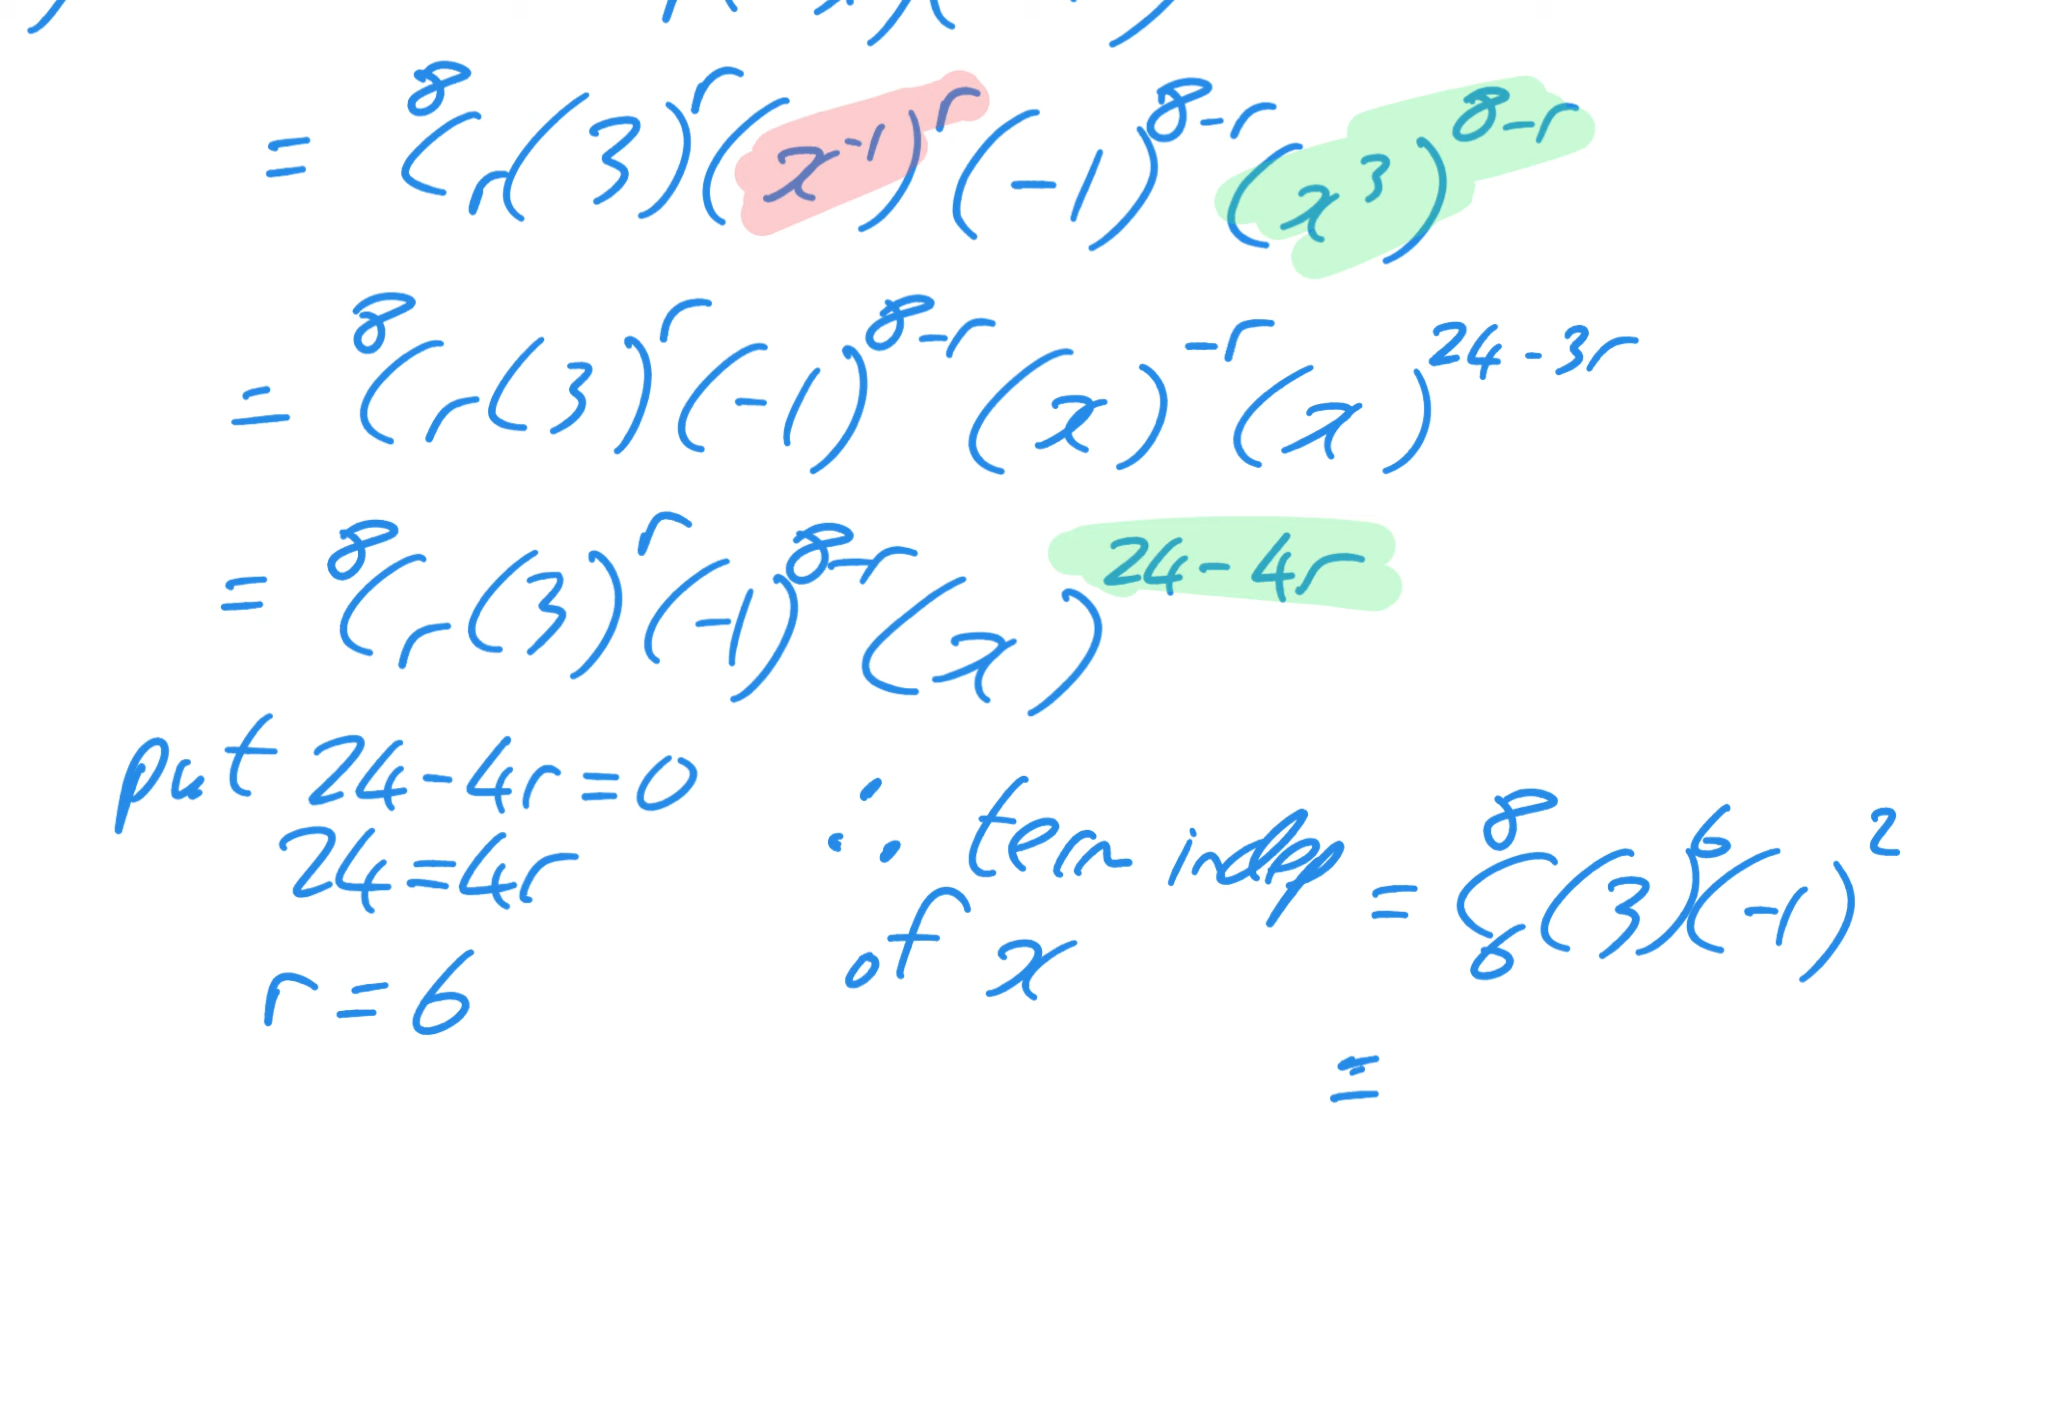 = ⁸Cᵣ(3)ʳ(x⁻¹)ʳ(-1)⁸⁻ʳ(x³)⁸⁻ʳ
= ⁸Cᵣ(3)ʳ(-1)⁸⁻ʳ(x)⁻ʳ(x)²⁴⁻³ʳ
= ⁸Cᵣ(3)ʳ(-1)⁸⁻ʳ(x)²⁴⁻⁴ʳ
put 24-4r=0
24=4r
r=6
∴ term indep of x = ⁸C₆(3)⁶(-1)²
=